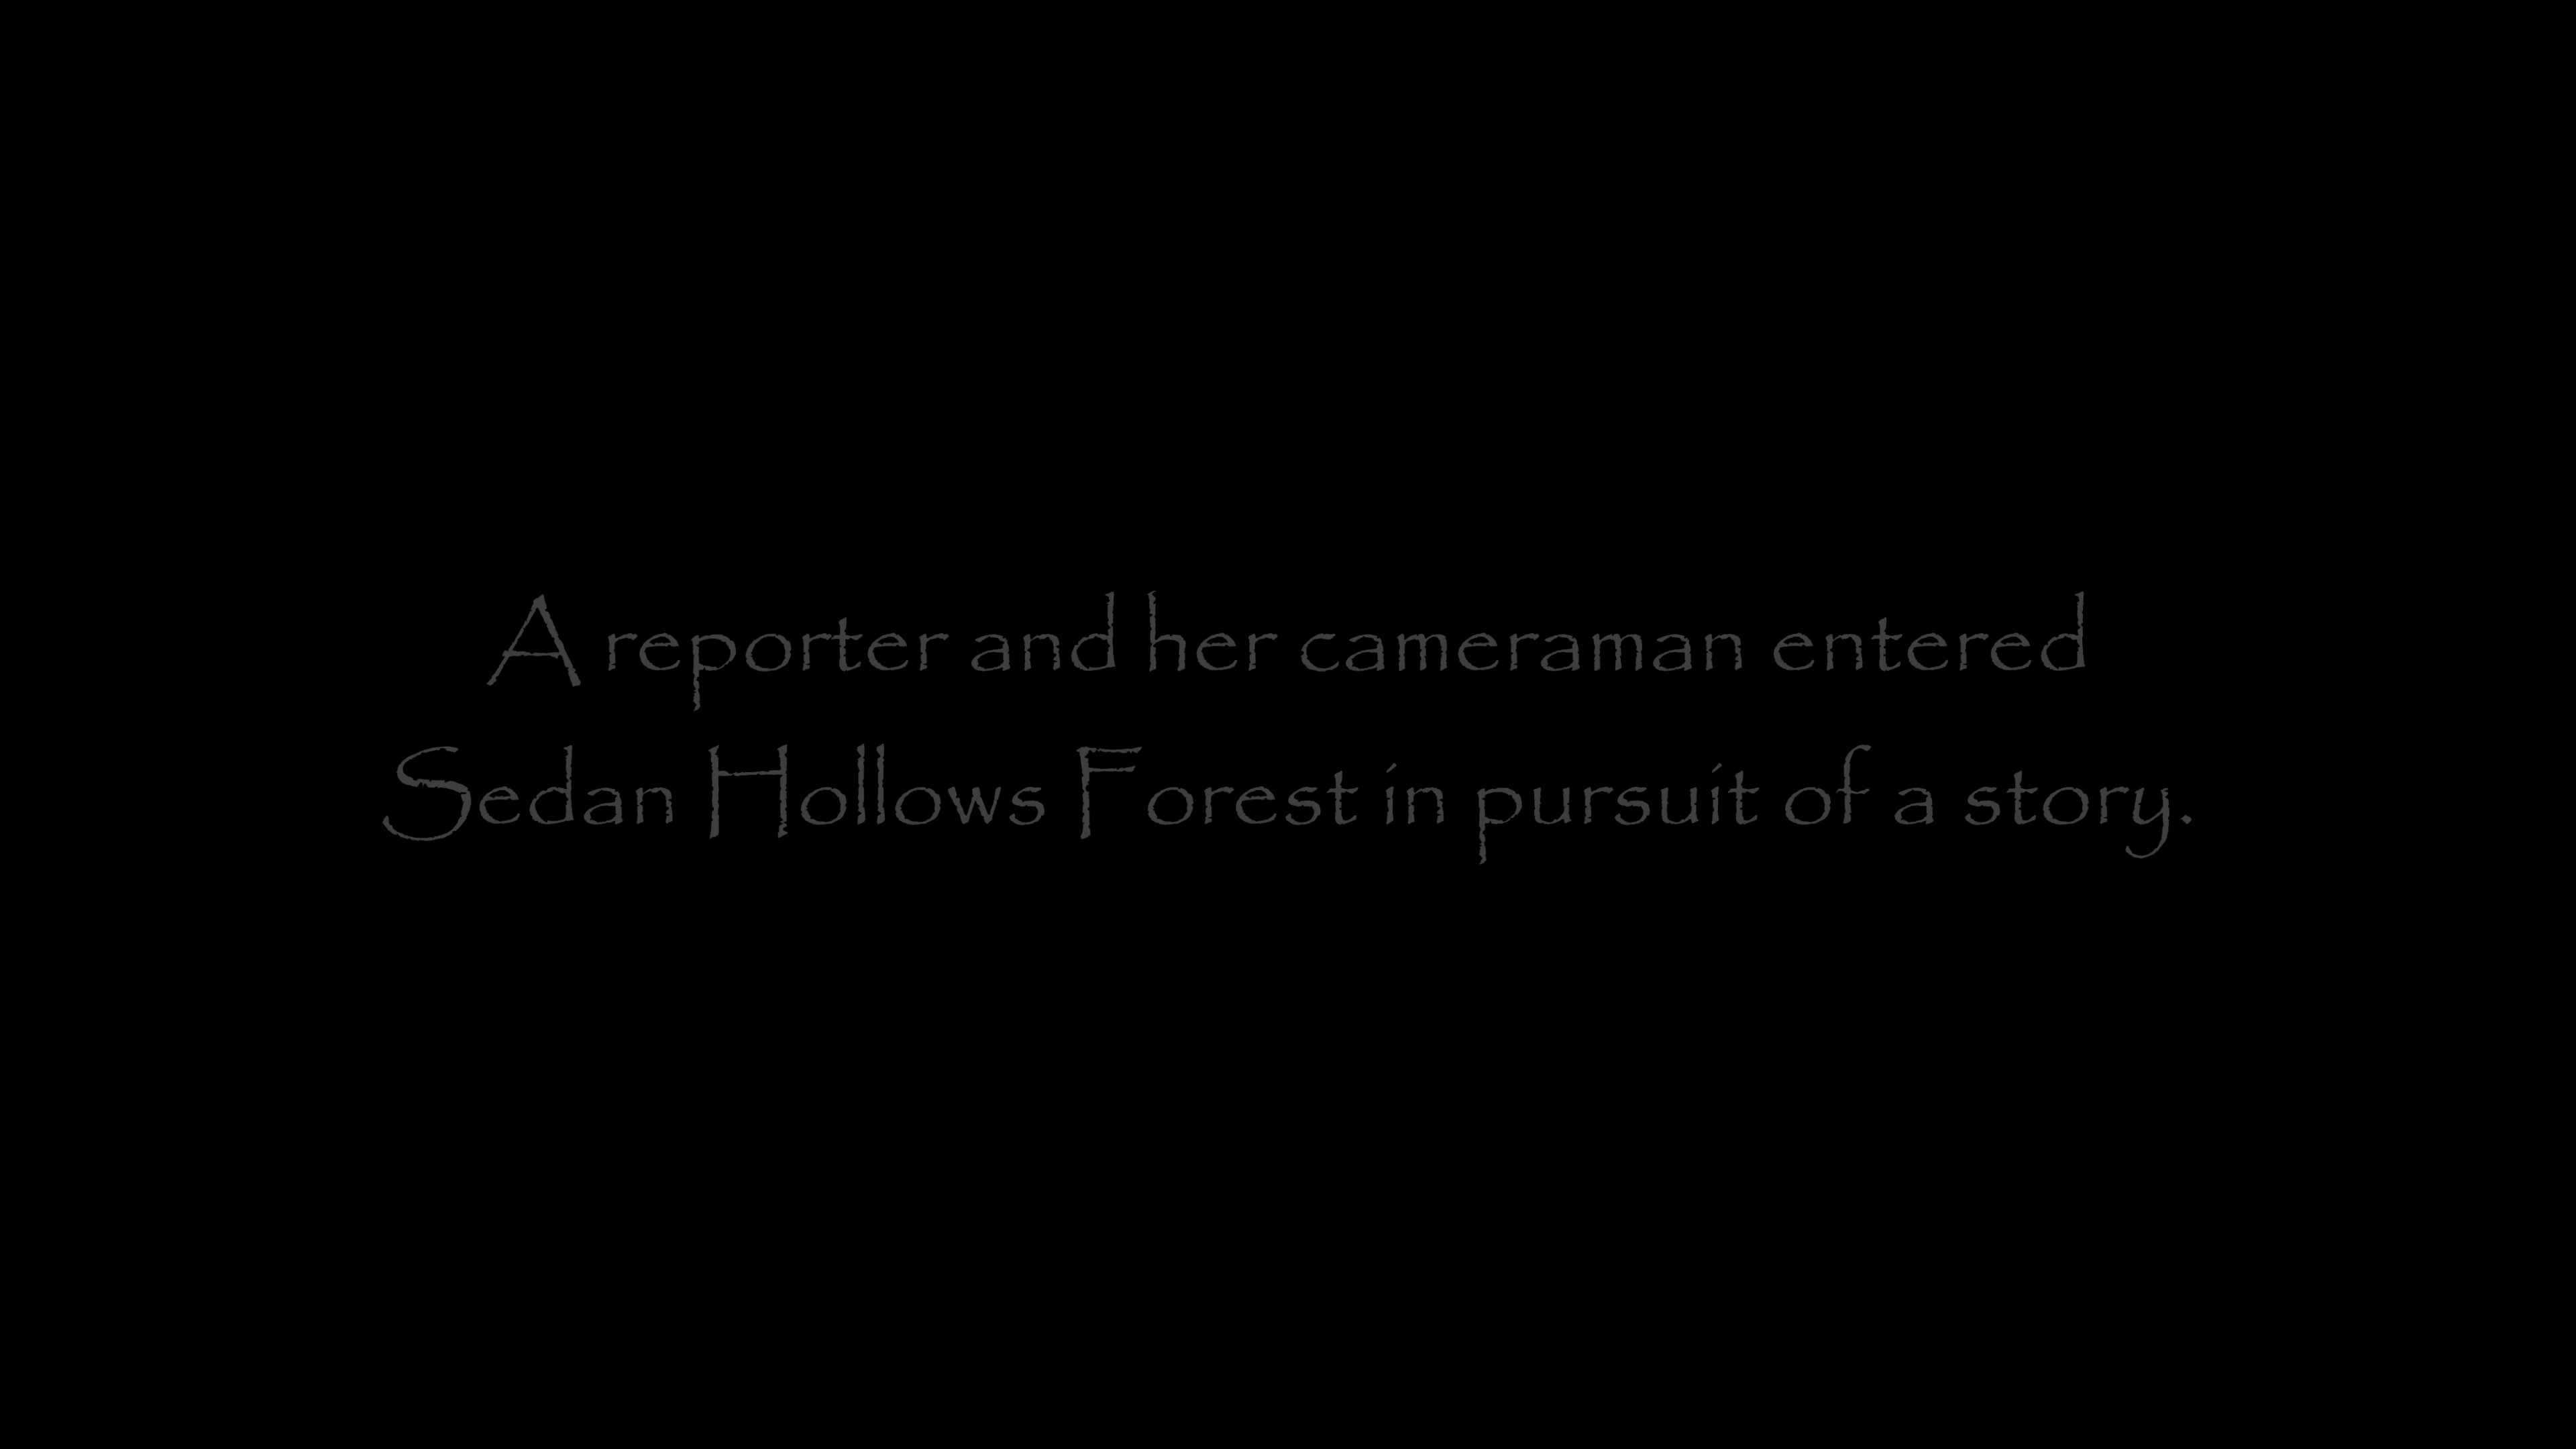 A reporter and her cameraman entered
Sedan Hollows Forest in pursuit of a story.